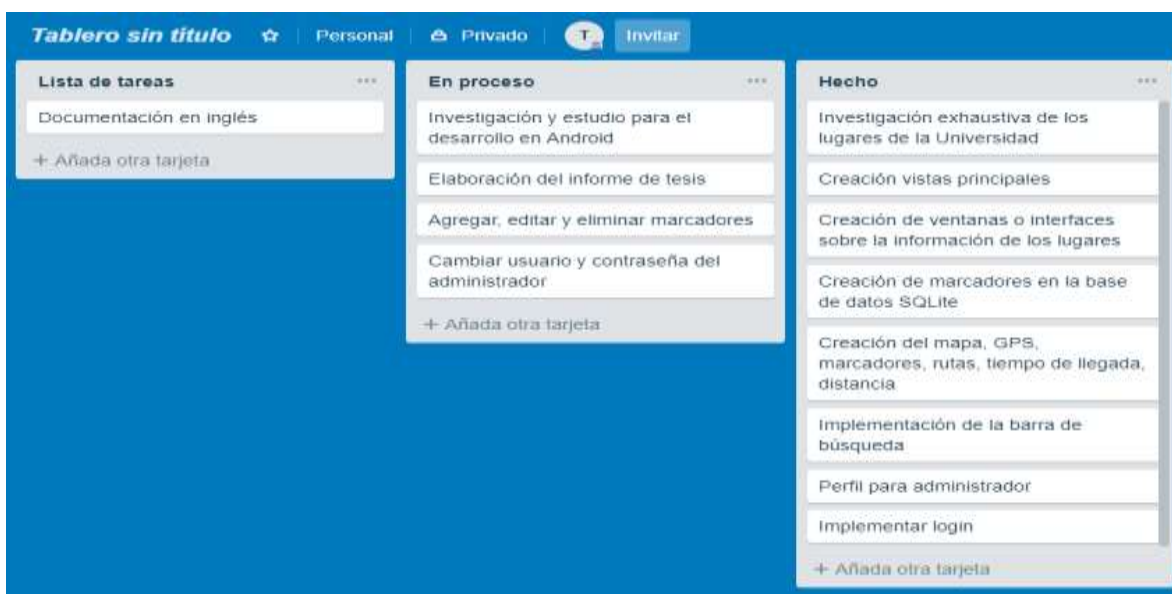 Tablero sin título
Personal
Privado
T
Invitar
Lista de tareas
Documentación en inglés
+ Añada otra tarjeta
En proceso
Investigación y estudio para el
desarrollo en Android
Elaboración del informe de tesis
Agregar, editar y eliminar marcadores
Cambiar usuario y contraseña del
administrador
+ Añada otra tarjeta
Hecho
Investigación exhaustiva de los
lugares de la Universidad
Creación vistas principales
Creación de ventanas o interfaces
sobre la información de los lugares
Creación de marcadores en la base
de datos SQLite
Creación del mapa, GPS,
marcadores, rutas, tiempo de llegada,
distancia
Implementación de la barra de
búsqueda
Perfil para administrador
Implementar login
+ Añada otra tarjeta